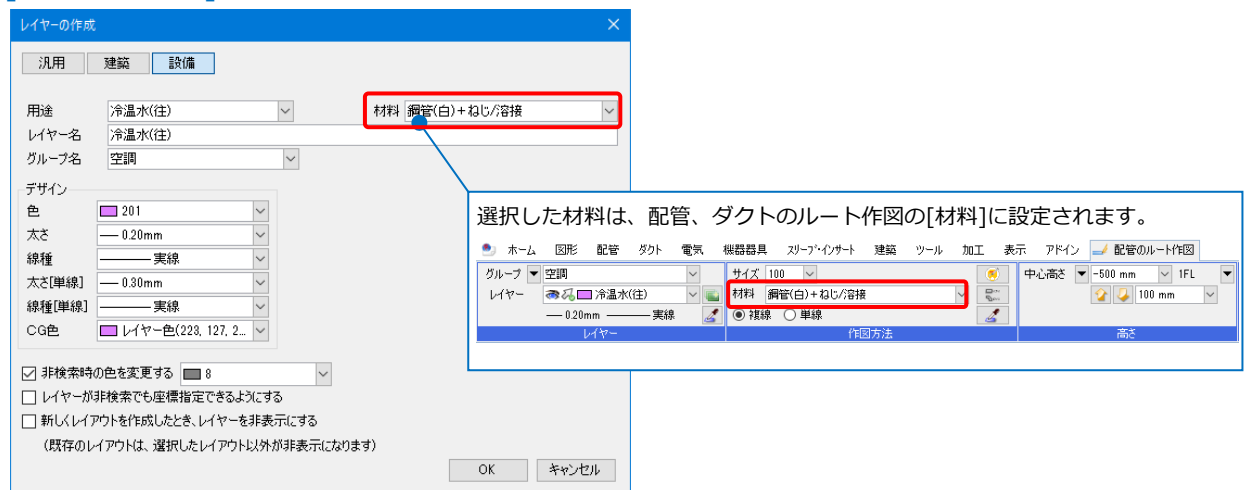 レイヤーの作成
汎用 建築 設備
用途 冷温水(往) 材料 鋼管(白)+ねじ/溶接
レイヤー名 冷温水(往)
グループ名 空調
デザイン
色 201
太さ 0.20mm
線種 実線
太さ[単線] 0.30mm
線種[単線] 実線
CG色 レイヤー色(223, 127, 2...
非検索時の色を変更する 8
レイヤーが非検索でも座標指定できるようにする
新しくレイアウトを作成したとき、レイヤーを非表示にする
(既存のレイアウトは、選択したレイアウト以外が非表示になります)
OK キャンセル
選択した材料は、配管、ダクトのルート作図の[材料]に設定されます。
ホーム 図形 配管 ダクト 電気 機器器具 スリーブ・インサート 建築 ツール 加工 表示 アドイン 配管のルート作図
グループ 空調 サイズ 100 中心高さ -500 mm 1FL
レイヤー 冷温水(往) 材料 鋼管(白)+ねじ/溶接 100 mm
0.20mm 実線 複線 単線
レイヤー 作図方法 高さ